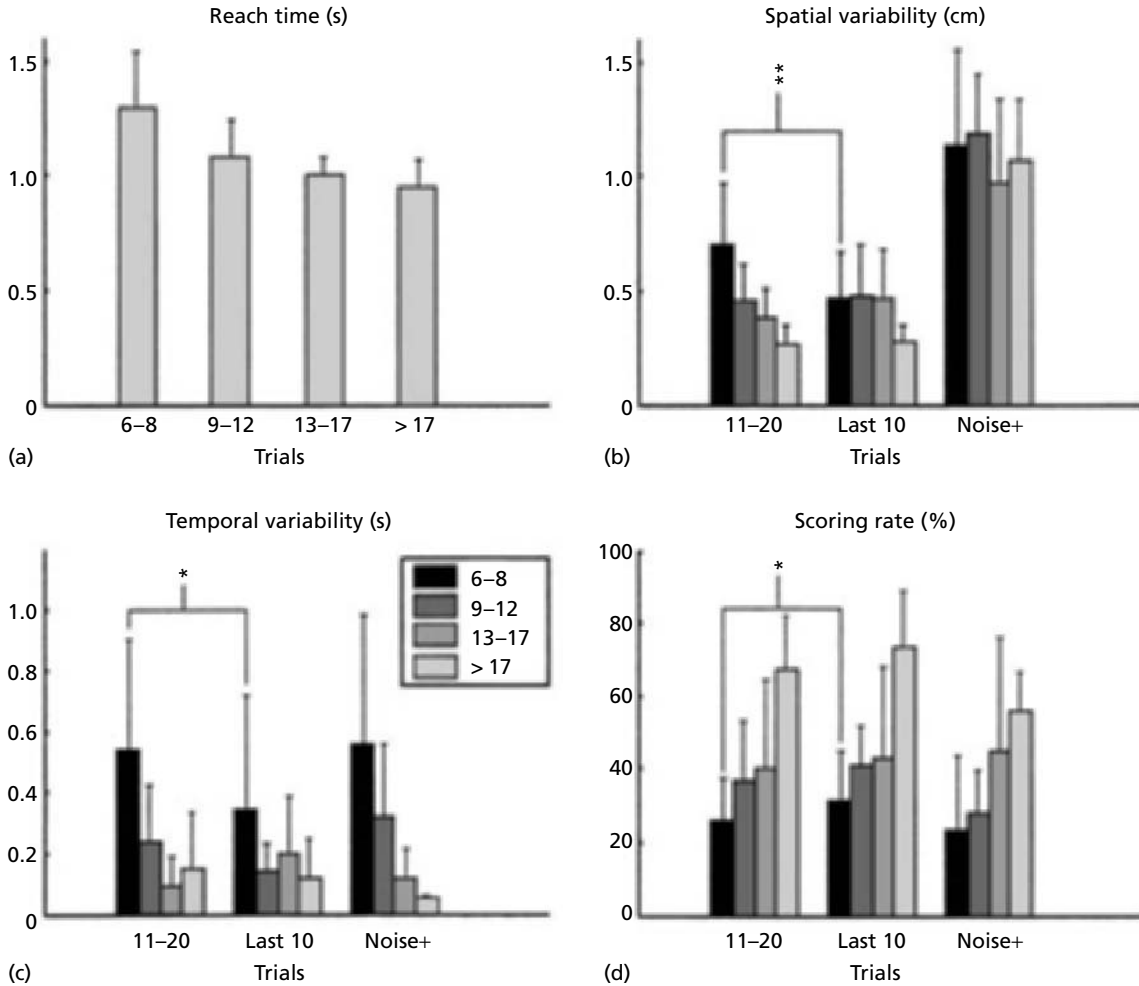 Reach time (s)
1.5
1.0
0.5
0
6–8 9–12 13–17 > 17
(a) Trials
Spatial variability (cm)
1.5
**
1.0
0.5
0
11–20 Last 10 Noise+
(b) Trials
Temporal variability (s)
*
1.0
0.8
0.6
0.4
0.2
0
6–8
9–12
13–17
> 17
11–20 Last 10 Noise+
(c) Trials
Scoring rate (%)
100
*
80
60
40
20
0
11–20 Last 10 Noise+
(d) Trials